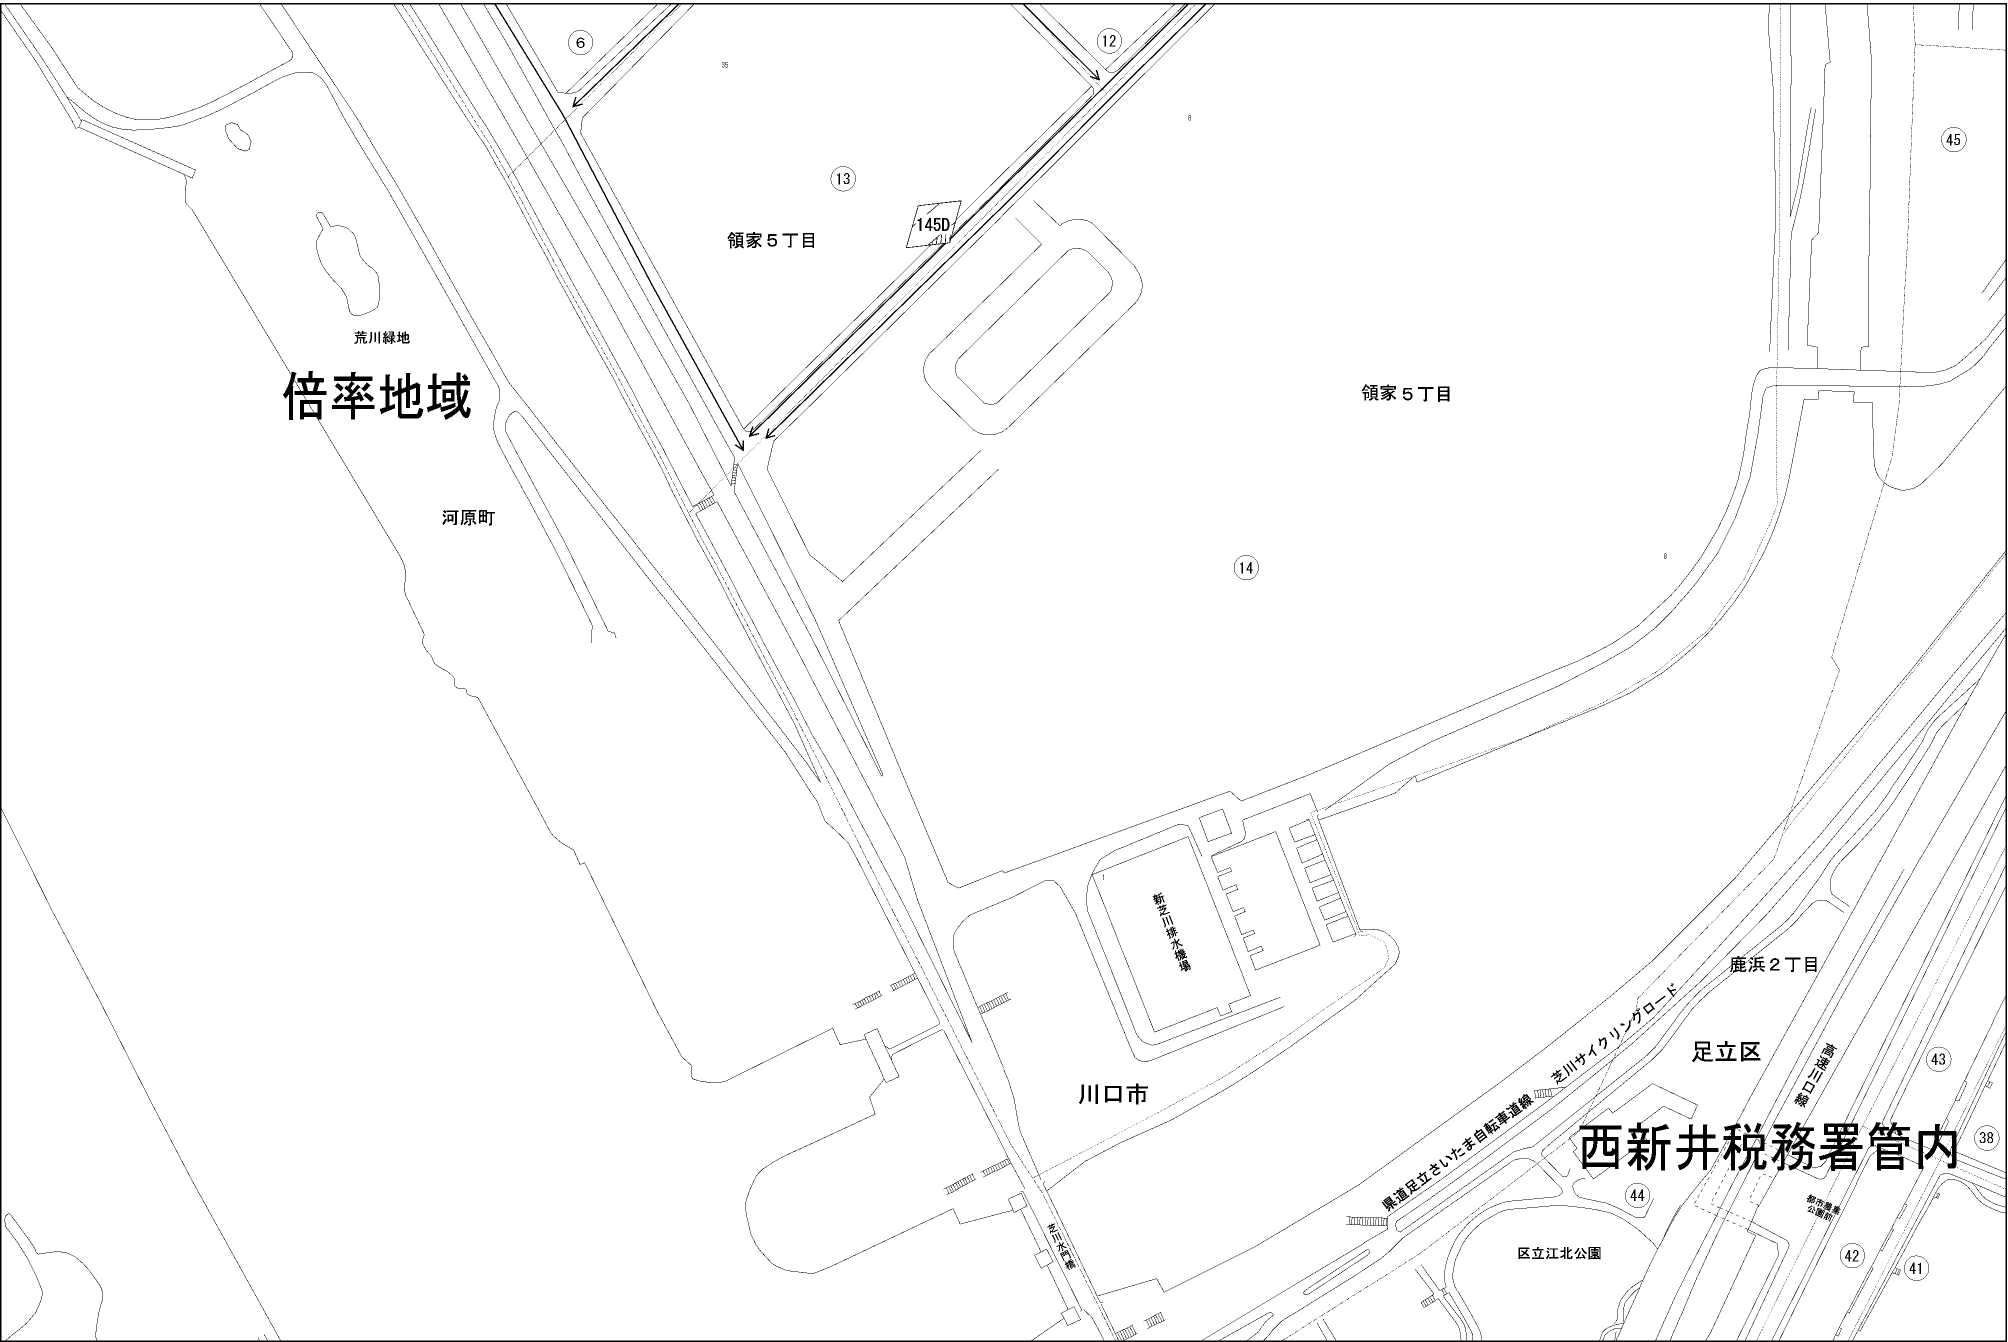 6
12
35
8
45
13
145D
領家5丁目
荒川緑地
倍率地域
領家5丁目
河原町
14
8
新芝川排水機場
鹿浜2丁目
芝川サイクリングロード
足立区
高速川口線
43
川口市
県道足立さいたま自転車道線
西新井税務署管内
38
44
都市農業
公園前
芝川水門橋
区立江北公園
42
41